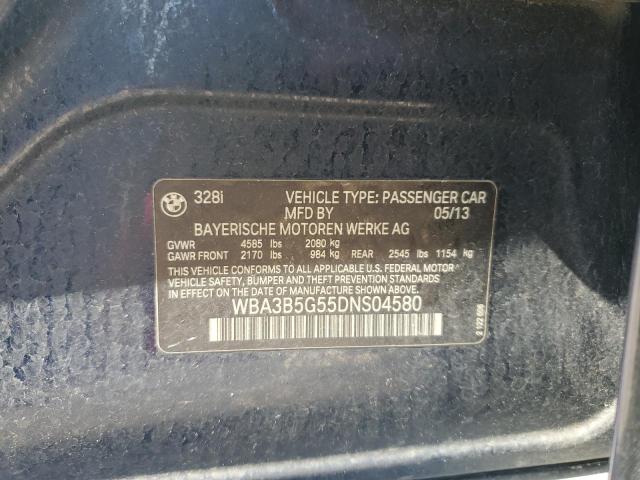 BMW 328i VEHICLE TYPE: PASSENGER CAR
MFD BY 05/13
BAYERISCHE MOTOREN WERKE AG
GVWR 4585 lbs 2080 kg
GAWR FRONT 2170 lbs 984 kg REAR 2545 lbs 1154 kg
THIS VEHICLE CONFORMS TO ALL APPLICABLE U.S. FEDERAL MOTOR
VEHICLE SAFETY, BUMPER AND THEFT PREVENTION STANDARDS IN
EFFECT ON THE DATE OF MANUFACTURE SHOWN ABOVE.
WBA3B5G55DNS04580